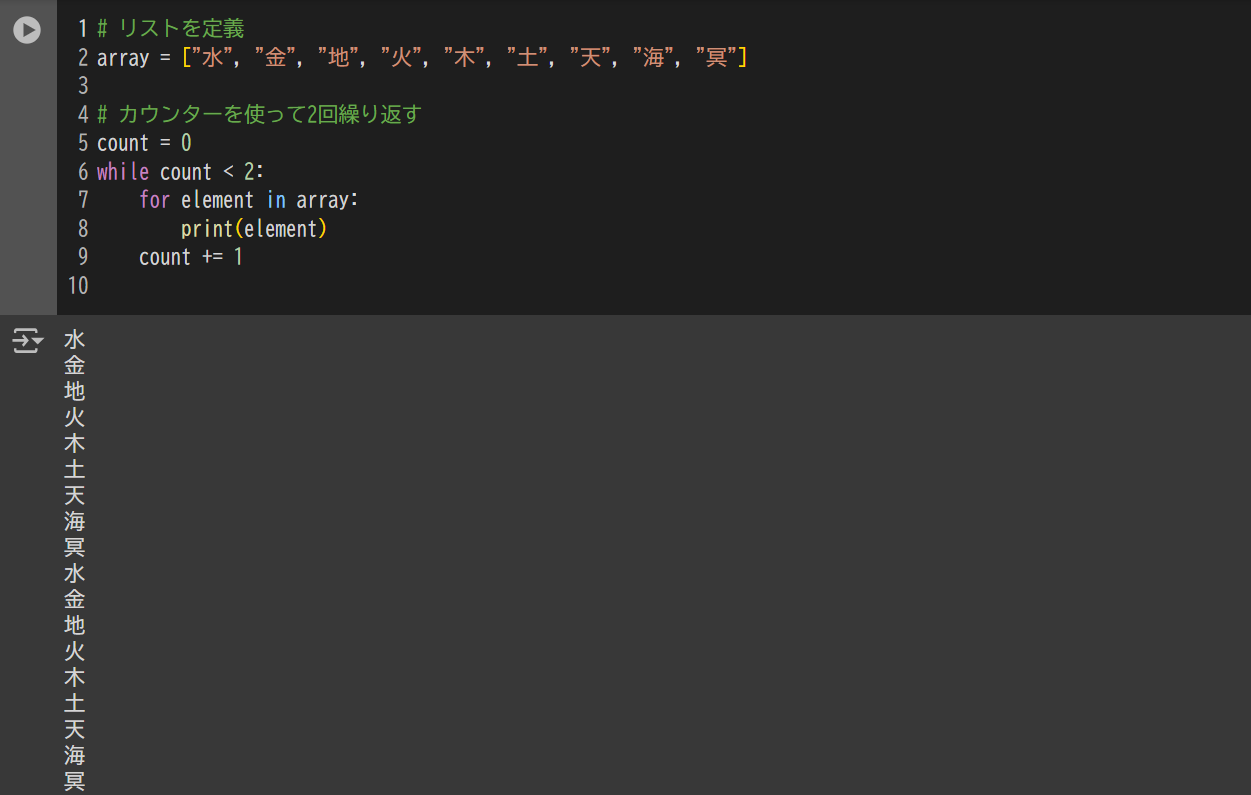 1 # リストを定義
2 array = ["水", "金", "地", "火", "木", "土", "天", "海", "冥"]
3
4 # カウンターを使って2回繰り返す
5 count = 0
6 while count < 2:
7     for element in array:
8         print(element)
9     count += 1
10
水
金
地
火
木
土
天
海
冥
水
金
地
火
木
土
天
海
冥